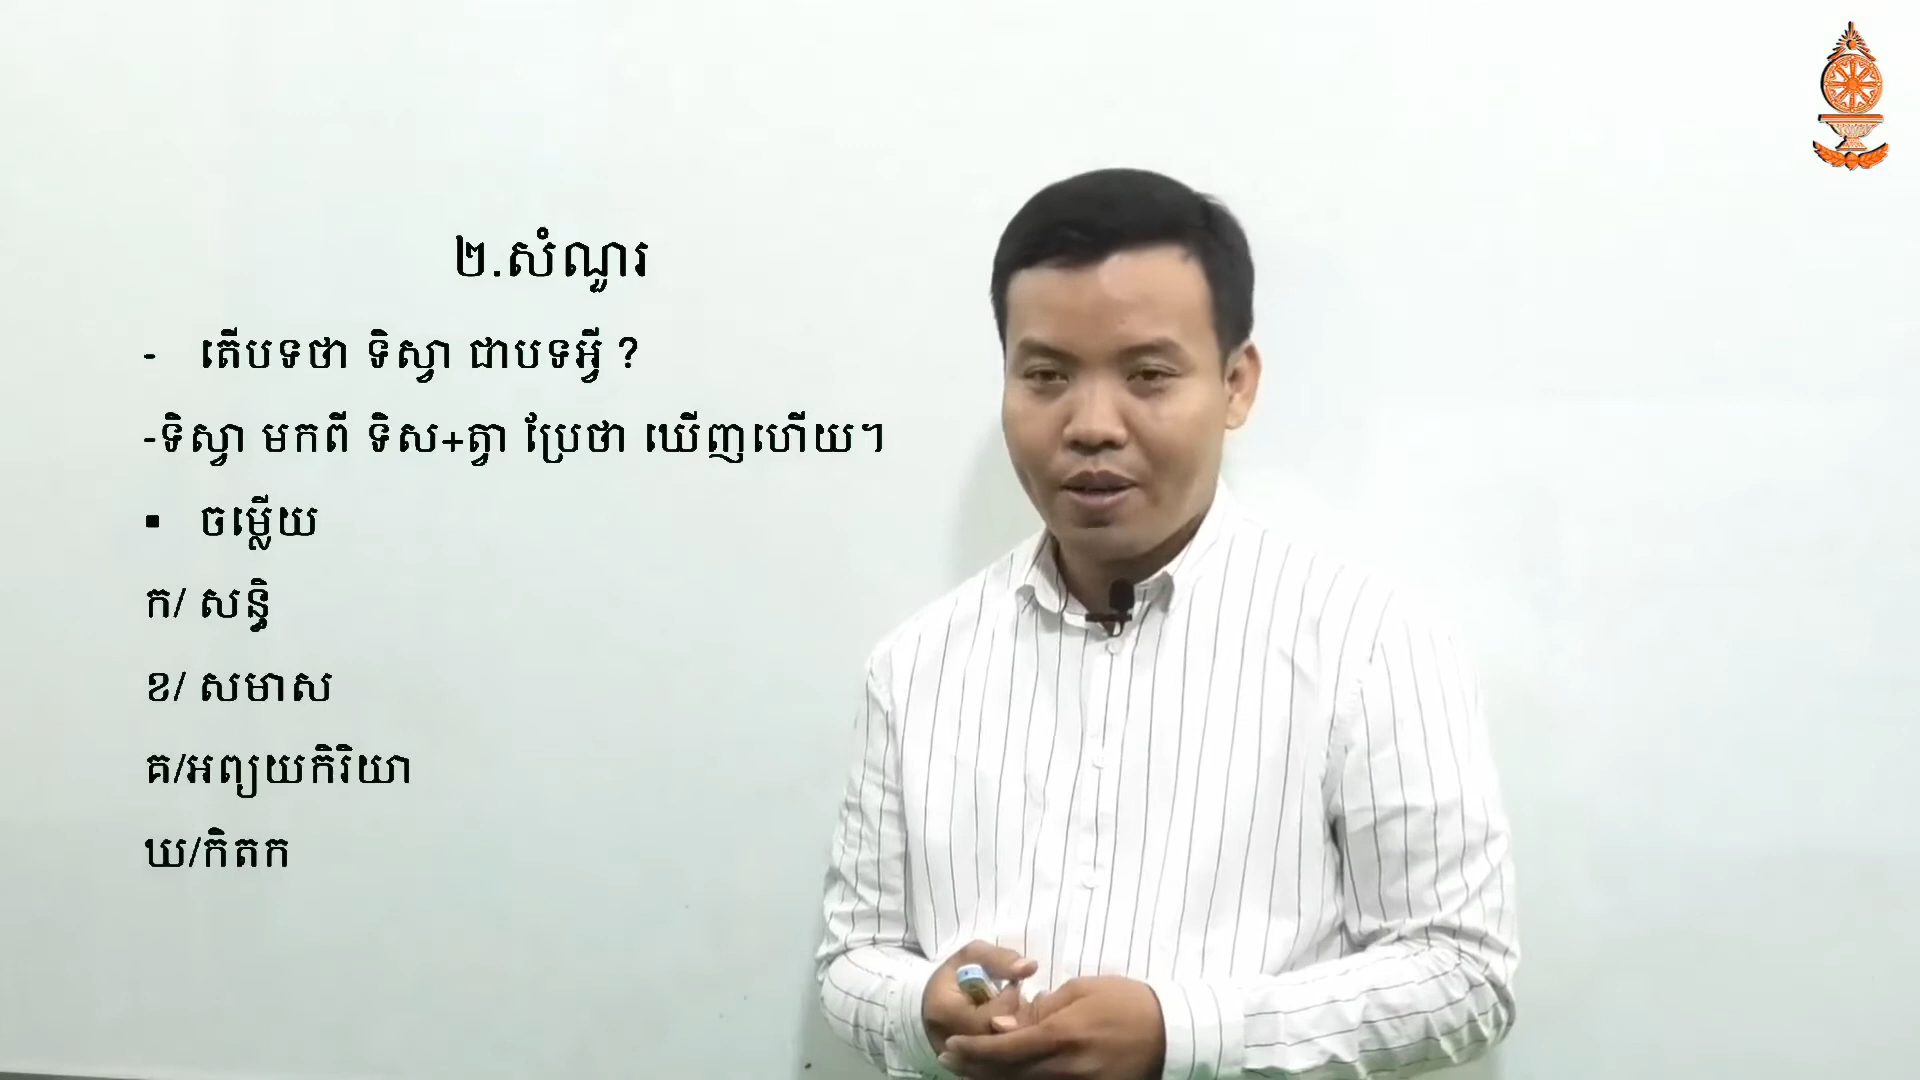 ២.សំណួរ
- តើបទថា ទិស្វា ជាបទអ្វី ?
-ទិស្វា មកពី ទិស+ត្វា ប្រែថា ឃើញហើយ។
▪ ចម្លើយ
ក/ សន្ធិ
ខ/ សមាស
គ/អព្យយកិរិយា
ឃ/កិតក